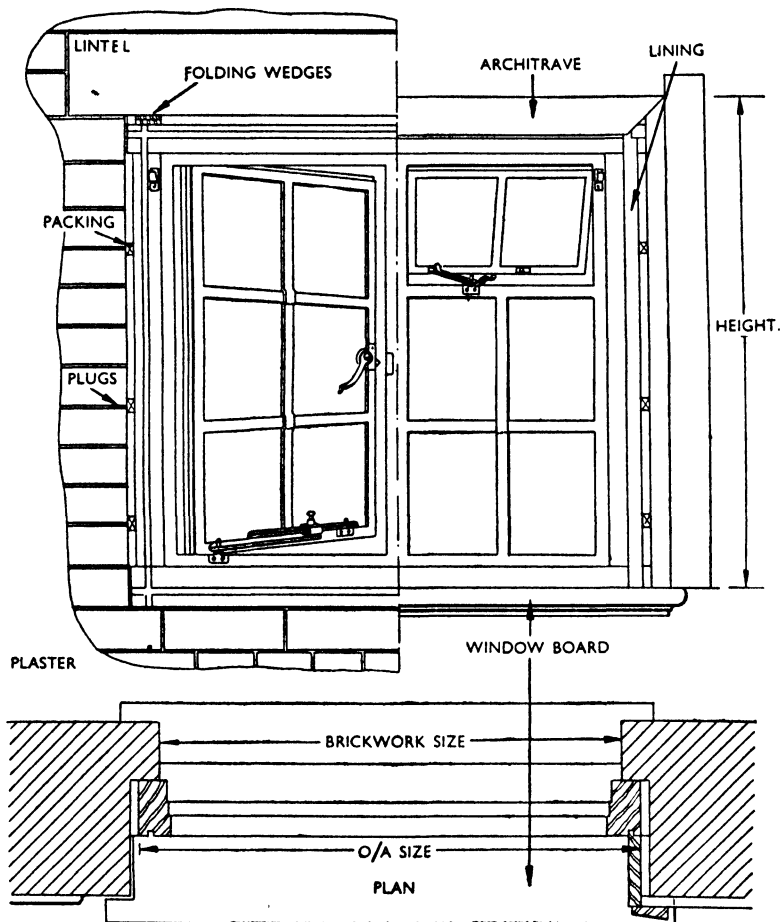 LINTEL
FOLDING WEDGES
ARCHITRAVE
LINING
PACKING
HEIGHT.
PLUGS
WINDOW BOARD
PLASTER
BRICKWORK SIZE
O/A SIZE
PLAN